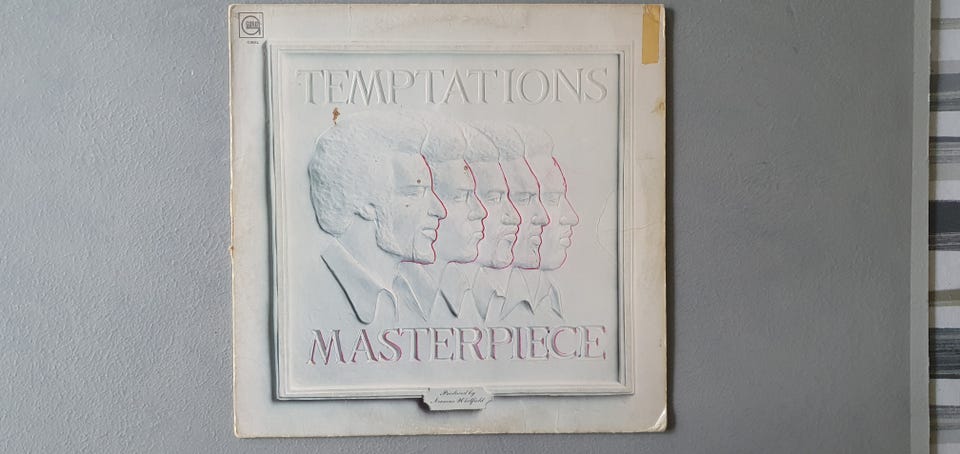 TEMPTATIONS
MASTERPIECE
Produced by
Norman Whitfield